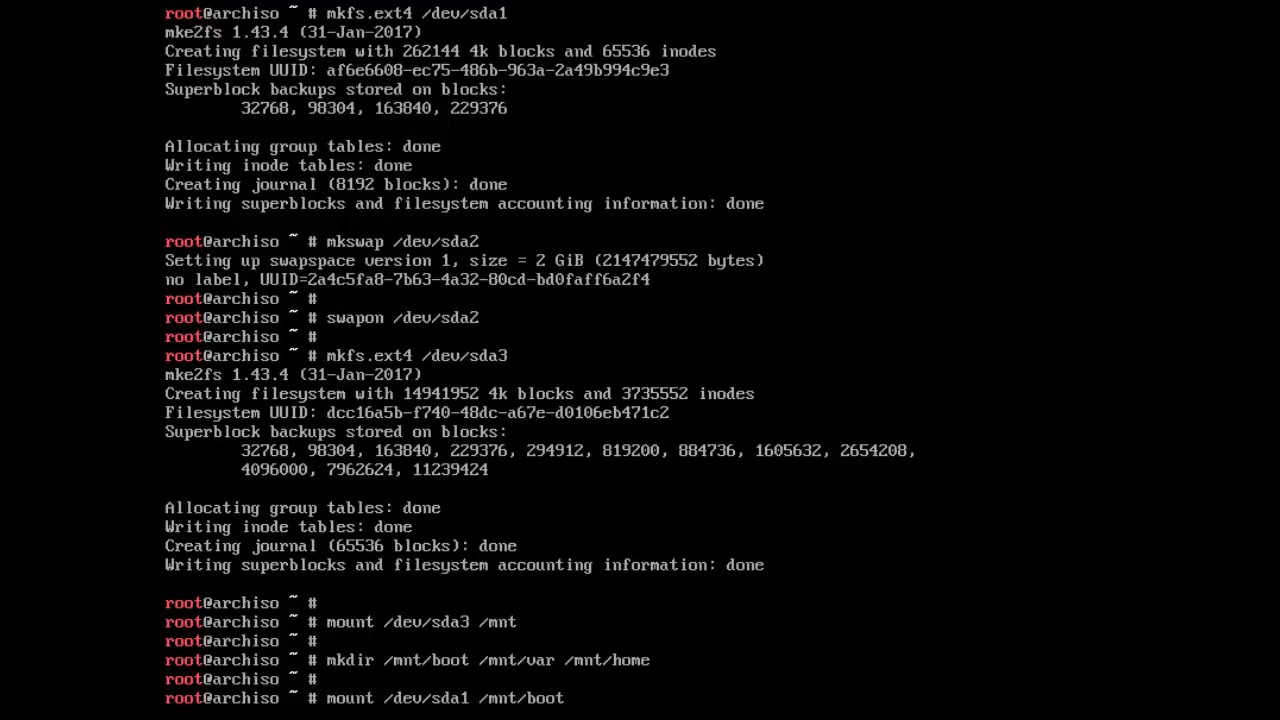 root@archiso ~ # mkfs.ext4 /dev/sda1
mke2fs 1.43.4 (31-Jan-2017)
Creating filesystem with 262144 4k blocks and 65536 inodes
Filesystem UUID: af6e6608-ec75-486b-963a-2a49b994c9e3
Superblock backups stored on blocks:
32768, 98304, 163840, 229376
Allocating group tables: done
Writing inode tables: done
Creating journal (8192 blocks): done
Writing superblocks and filesystem accounting information: done
root@archiso ~ # mkswap /dev/sda2
Setting up swapspace version 1, size = 2 GiB (2147479552 bytes)
no label, UUID=2a4c5fa8-7b63-4a32-80cd-bd0faff6a2f4
root@archiso ~ #
root@archiso ~ # swapon /dev/sda2
root@archiso ~ #
root@archiso ~ # mkfs.ext4 /dev/sda3
mke2fs 1.43.4 (31-Jan-2017)
Creating filesystem with 14941952 4k blocks and 3735552 inodes
Filesystem UUID: dcc16a5b-f740-48dc-a67e-d0106eb471c2
Superblock backups stored on blocks:
32768, 98304, 163840, 229376, 294912, 819200, 884736, 1605632, 2654208,
4096000, 7962624, 11239424
Allocating group tables: done
Writing inode tables: done
Creating journal (65536 blocks): done
Writing superblocks and filesystem accounting information: done
root@archiso ~ #
root@archiso ~ # mount /dev/sda3 /mnt
root@archiso ~ #
root@archiso ~ # mkdir /mnt/boot /mnt/var /mnt/home
root@archiso ~ #
root@archiso ~ # mount /dev/sda1 /mnt/boot